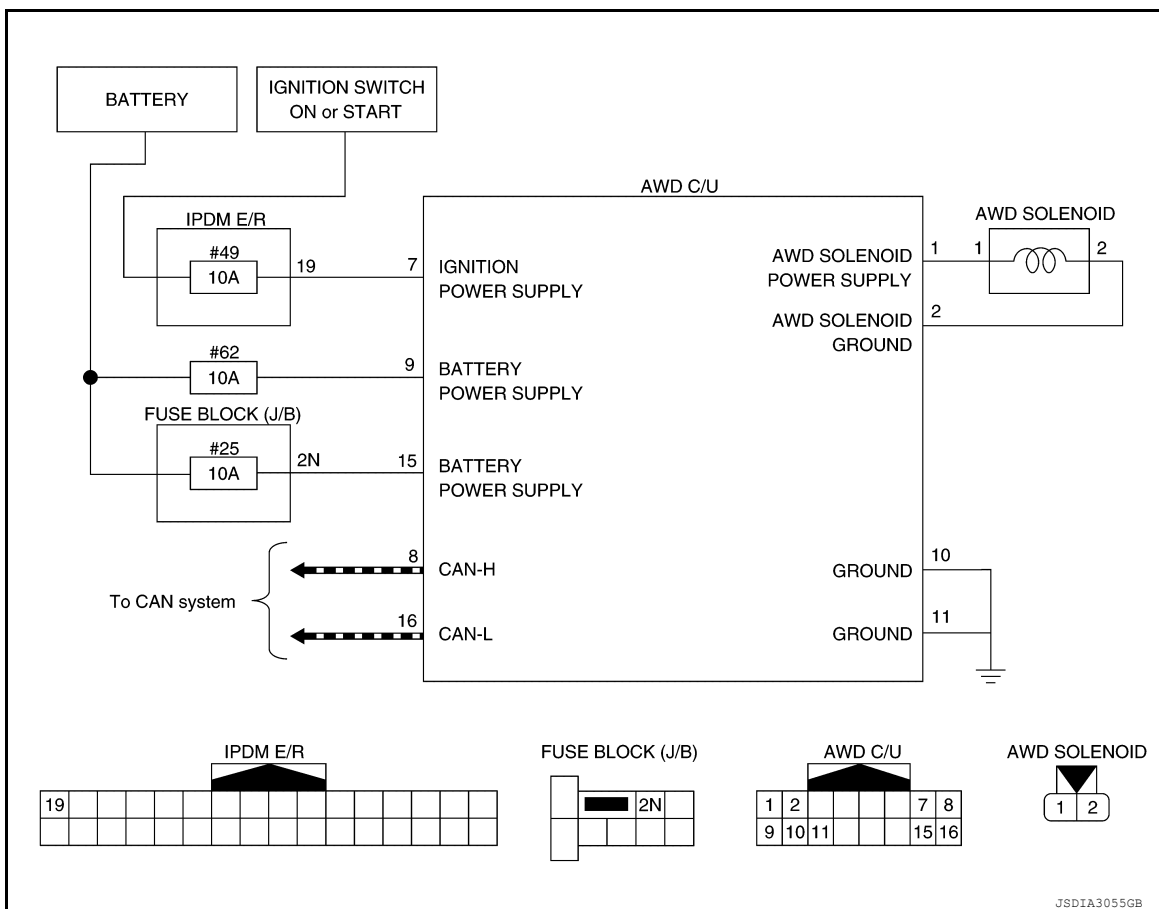 BATTERY
IGNITION SWITCH
ON or START
AWD C/U
IPDM E/R
#49
10A
19
7
IGNITION
POWER SUPPLY
AWD SOLENOID
POWER SUPPLY
1
AWD SOLENOID
1
2
AWD SOLENOID
GROUND
2
#62
10A
9
BATTERY
POWER SUPPLY
FUSE BLOCK (J/B)
#25
10A
2N
15
BATTERY
POWER SUPPLY
To CAN system
8
CAN-H
16
CAN-L
GROUND
10
GROUND
11
IPDM E/R
19
FUSE BLOCK (J/B)
2N
AWD C/U
1 2 7 8
9 10 11 15 16
AWD SOLENOID
1 2
JSDIA3055GB